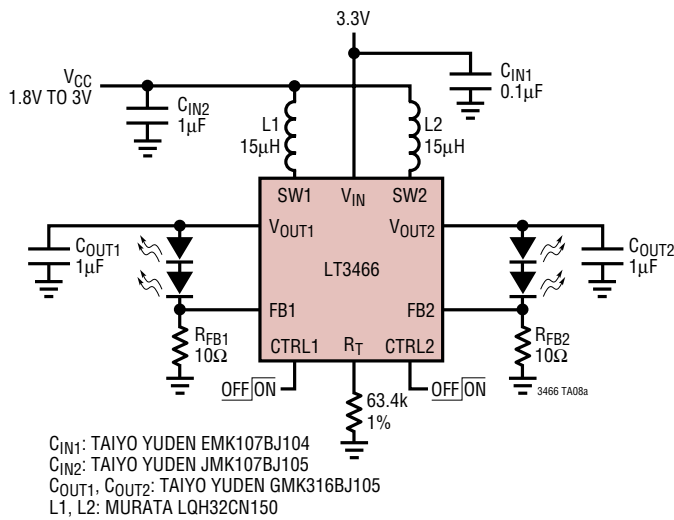 3.3V
VCC
1.8V TO 3V
CIN2
1µF
CIN1
0.1µF
L1
15µH
L2
15µH
SW1
VIN
SW2
VOUT1
VOUT2
COUT1
1µF
LT3466
COUT2
1µF
FB1
FB2
RFB1
10Ω
CTRL1
RT
CTRL2
RFB2
10Ω
OFF ON
63.4k
1%
OFF ON
3466 TA08a
CIN1: TAIYO YUDEN EMK107BJ104
CIN2: TAIYO YUDEN JMK107BJ105
COUT1, COUT2: TAIYO YUDEN GMK316BJ105
L1, L2: MURATA LQH32CN150